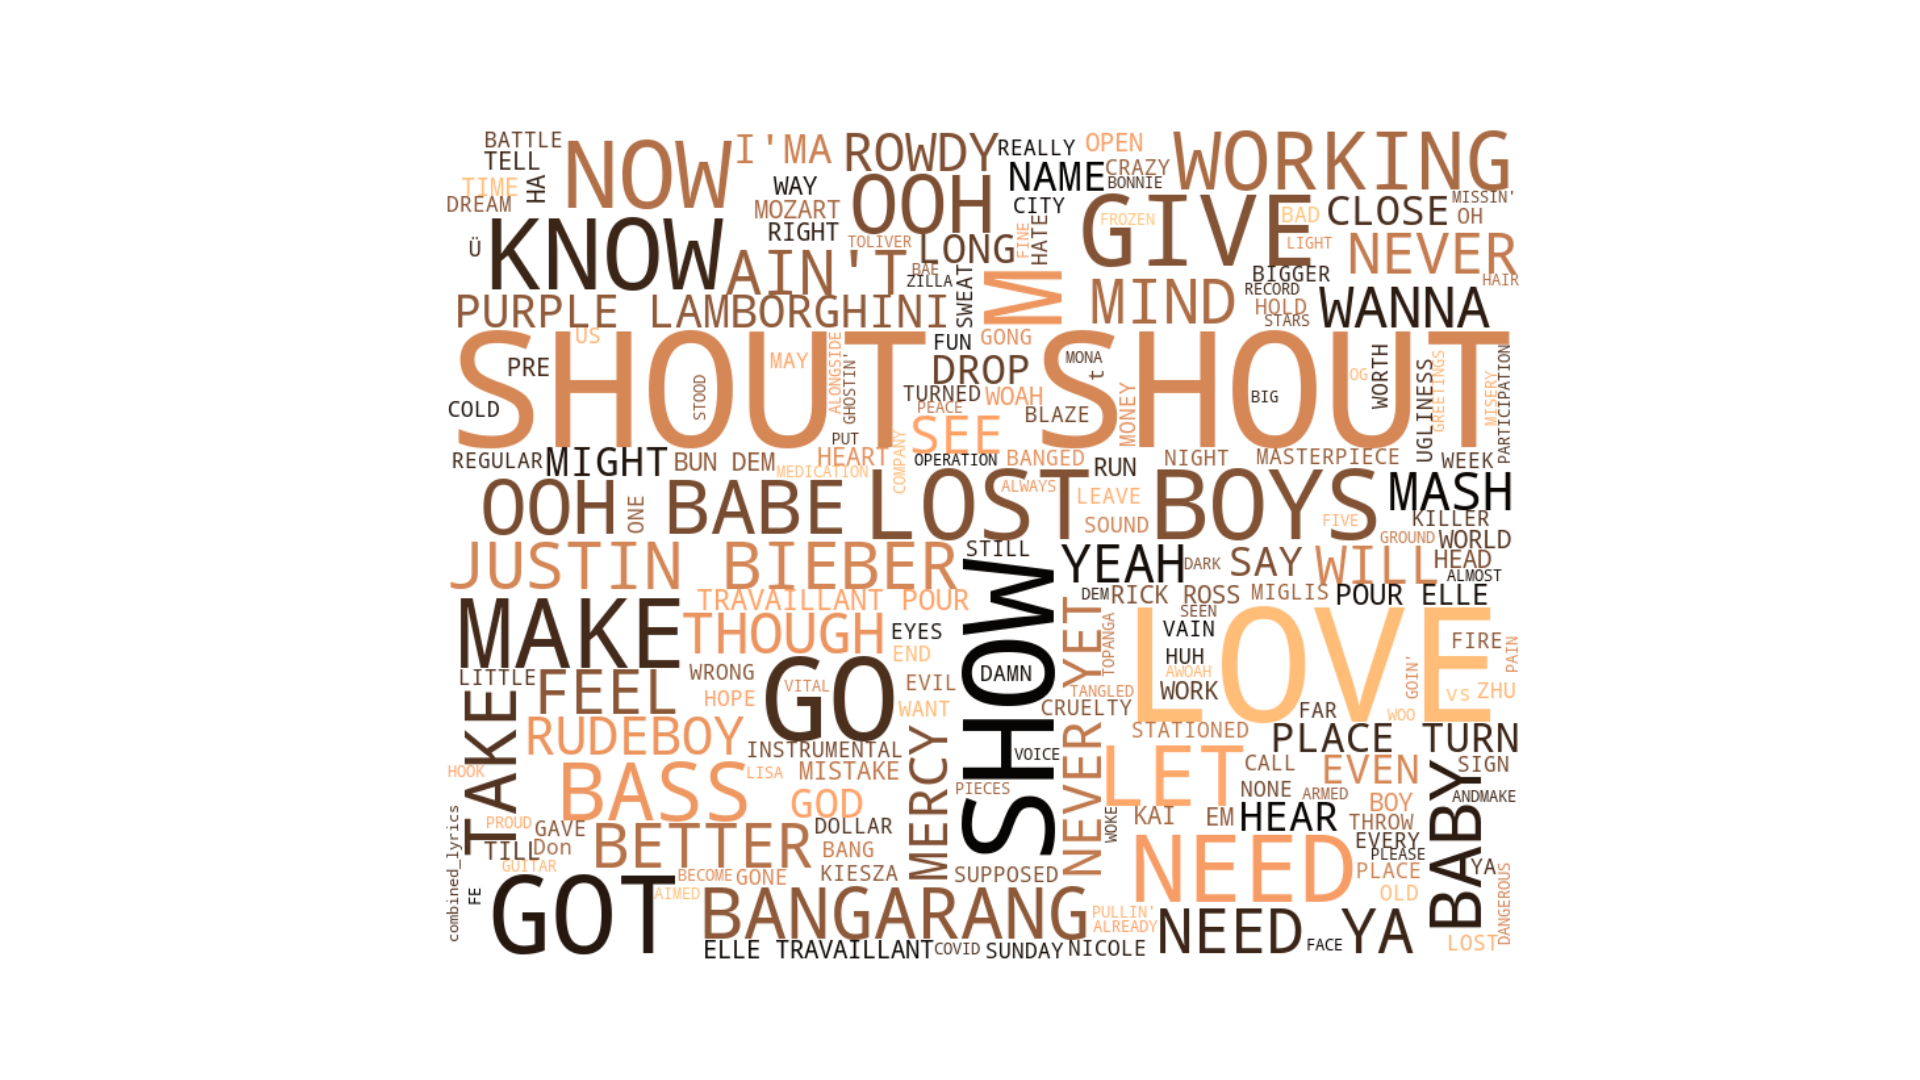 BATTLE
TELL
TIME
HA
DREAM
NOW
I'MA
ROWDY
REALLY
OPEN
WORKING
WAY
NAME
CRAZY
BONNIE
MOZART
OOH
CITY
GIVE
FROZEN
BAD
CLOSE
MISSIN'
OH
Ü
KNOW
RIGHT
TOLIVER
LONG
FINE
HATE
LIGHT
NEVER
AIN'T
BAE
ZILLA
SWEAT
M
BIGGER
HAIR
RECORD
MIND
HOLD
STARS
WANNA
PURPLE LAMBORGHINI
SHOUT SHOUT
US
PRE
MAY
ALONGSIDE
GHOSTIN'
STOOD
COLD
FUN
GONG
DROP
MONA
t
TURNED
WOAH
PEACE
BLAZE
MONEY
BIG
OG
WORTH
UGLINESS
GREETINGS
MISERY
PARTICIPATION
PUT
SEE
REGULAR
MIGHT
BUN DEM
HEART
MEDICATION
COMPANY
OPERATION
BANGED
RUN
NIGHT
MASTERPIECE
WEEK
OOH
ONE
BABE
LOST BOYS
ALWAYS
LEAVE
SOUND
FIVE
MASH
KILLER
GROUND
WORLD
JUSTIN BIEBER
STILL
YEAH
DARK
SAY
WILL
HEAD
ALMOST
TRAVAILLANT POUR
DEM
RICK ROSS
MIGLIS
POUR ELLE
MAKE
THOUGH
EYES
END
SHOW
DAMN
NEVER YET
TOPANGA
SEEN
VAIN
HUH
AWOAH
WORK
LOVE
FIRE
PAIN
GOIN'
vs
ZHU
LITTLE
FEEL
WRONG
HOPE
GO
VITAL
EVIL
WANT
TANGLED
CRUELTY
FAR
WOO
STATIONED
PLACE
TURN
TAKE
RUDEBOY
INSTRUMENTAL
MERCY
VOICE
LET
CALL
EVEN
SIGN
HOOK
BASS
LISA
MISTAKE
PIECES
NONE
ARMED
BOY
BABY
ANDMAKE
GOD
WOKE
KAI
EM
HEAR
THROW
combined_lyrics
PROUD
GAVE
BETTER
DOLLAR
TILL
Don
BANG
EVERY
PLEASE
GUITAR
NEED
PLACE
YA
FE
GOT
BECOME
GONE
KIESZA
SUPPOSED
AIMED
BANGARANG
PULLIN'
ALREADY
OLD
DANGEROUS
ELLE TRAVAILLANT
COVID
SUNDAY
NICOLE
NEED YA
FACE
LOST